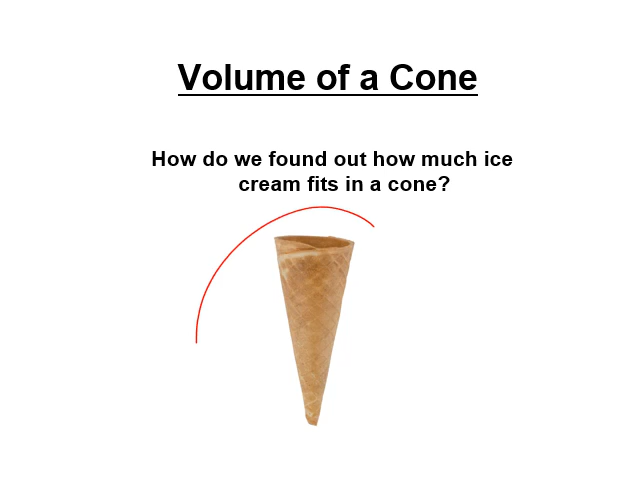 Volume of a Cone
How do we found out how much ice
cream fits in a cone?